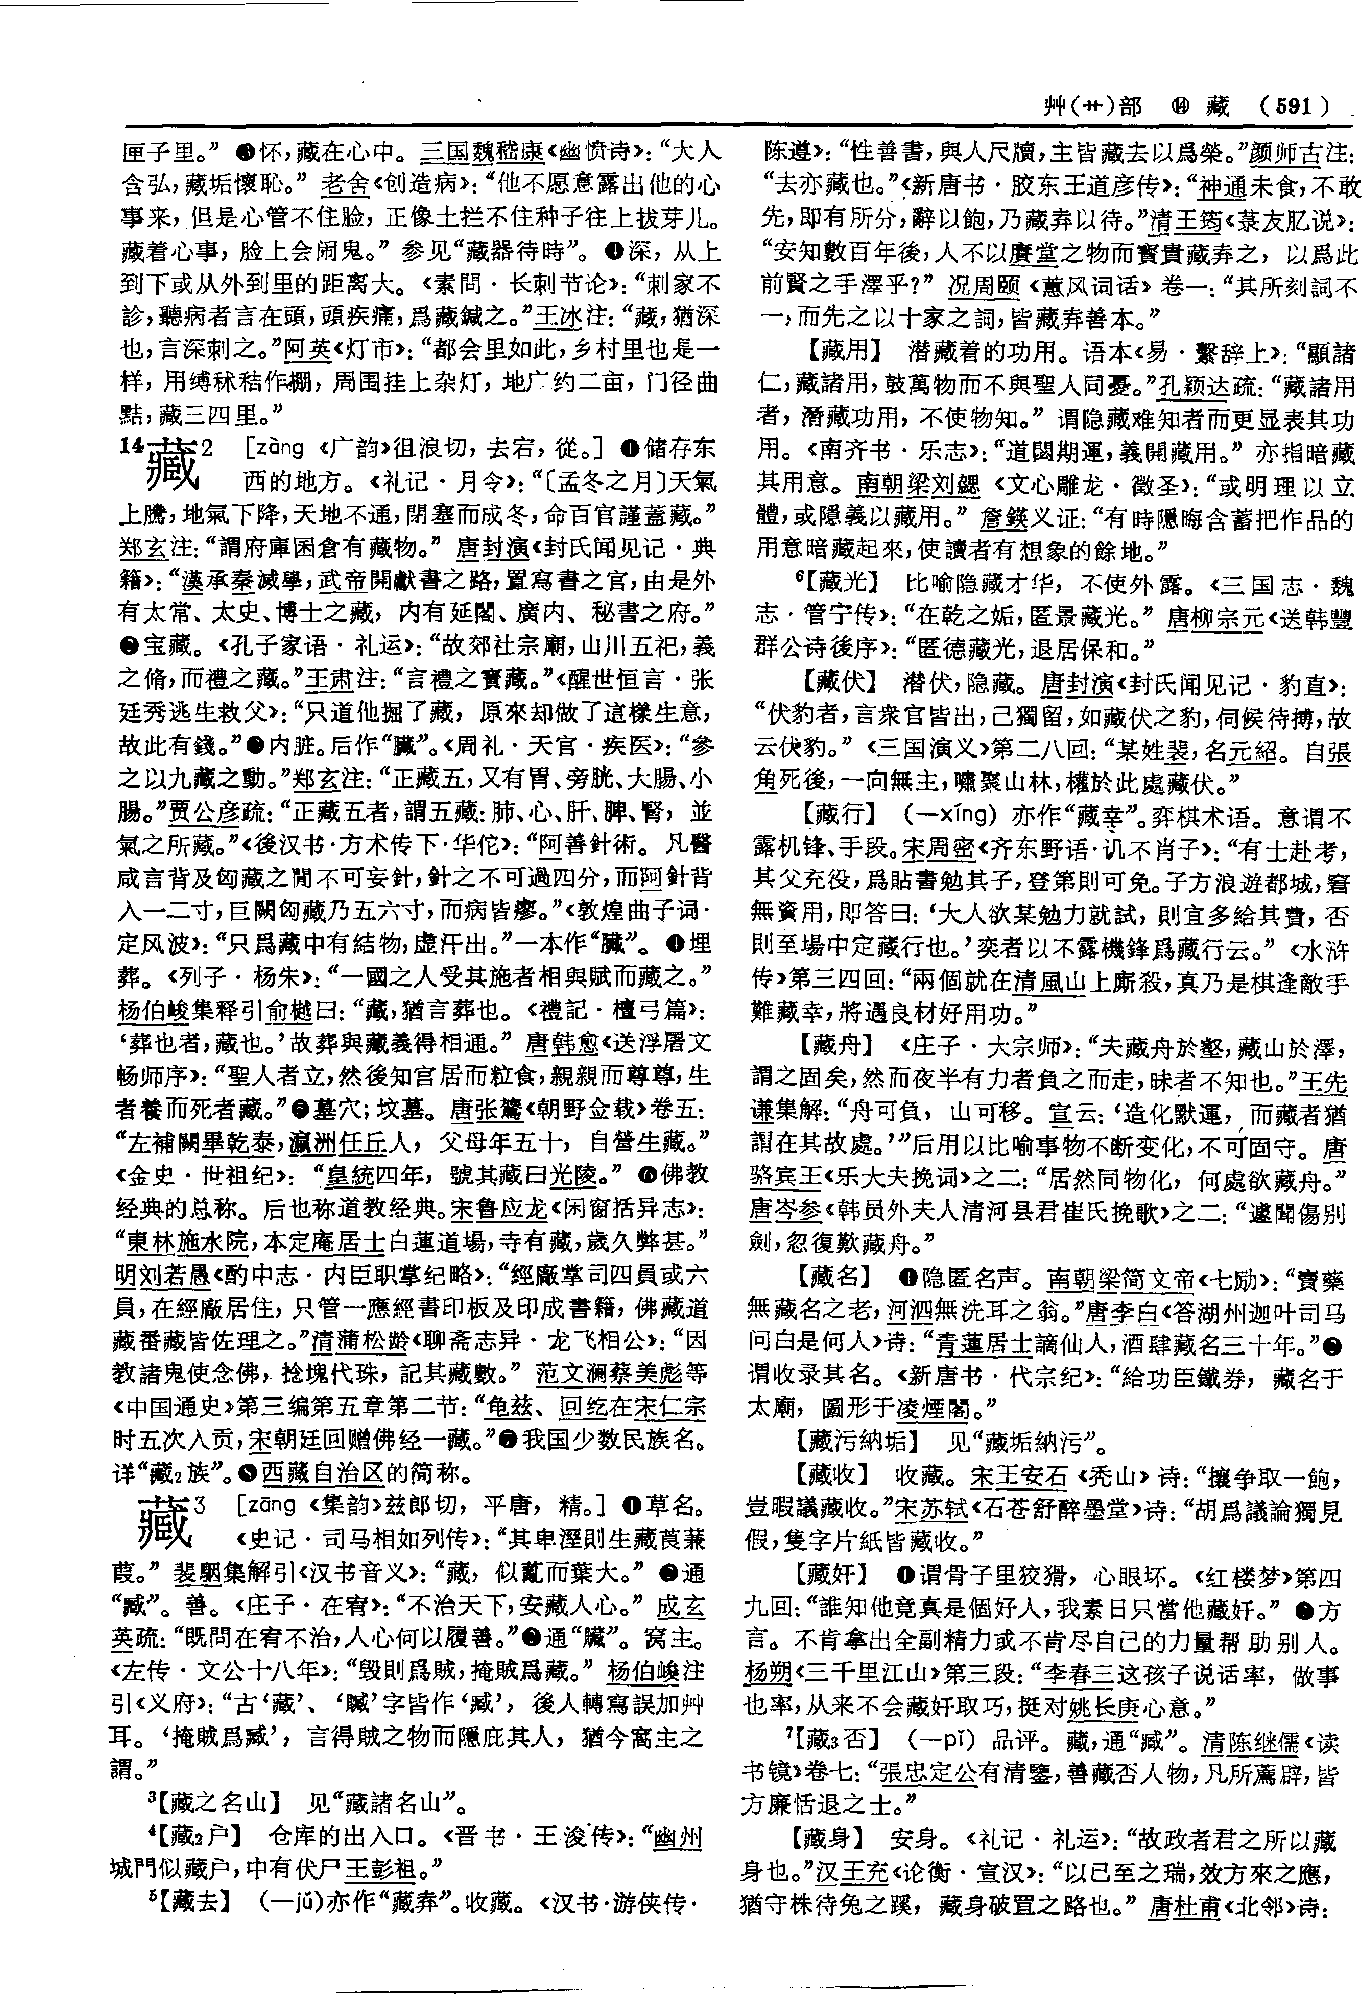 艸(艹)部 ⑭ 藏 (591)
匣子里。” ❸怀,藏在心中。 三国魏嵇康《幽愤诗》:“大人
含弘,藏垢懷恥。” 老舍《创造病》:“他不愿意露出他的心
事来,但是心管不住脸,正像土拦不住种子往上拔芽儿。
藏着心事,脸上会闹鬼。” 参见“藏器待時”。 ❹深,从上
到下或从外到里的距离大。《素問·长刺节论》:“刺家不
診,聽病者言在頭,頭疾痛,爲藏鍼之。”王冰注:“藏,猶深
也,言深刺之。”阿英《灯市》:“都会里如此,乡村里也是一
样,用缚秫秸作棚,周围挂上杂灯,地广约二亩,门径曲
黠,藏三四里。”
14藏2 [zàng 《广韵》徂浪切,去宕,從。] ❶储存东
西的地方。《礼记·月令》:“〔孟冬之月〕天氣
上騰,地氣下降,天地不通,閉塞而成冬,命百官謹蓋藏。”
郑玄注:“謂府庫囷倉有藏物。” 唐封演《封氏闻见记·典
籍》:“漢承秦滅學,武帝開獻書之路,置寫書之官,由是外
有太常、太史、博士之藏,内有延閣、廣内、秘書之府。”
❷宝藏。《孔子家语·礼运》:“故郊社宗廟,山川五祀,義
之脩,而禮之藏。”王肃注:“言禮之寶藏。”《醒世恒言·张
廷秀逃生救父》:“只道他掘了藏,原來却做了這樣生意,
故此有錢。”❸内脏。后作“臟”。《周礼·天官·疾医》:“參
之以九藏之動。”郑玄注:“正藏五,又有胃、旁胱、大腸、小
腸。”贾公彦疏:“正藏五者,謂五藏:肺、心、肝、脾、腎,並
氣之所藏。”《後汉书·方术传下·华佗》:“阿善針術。凡醫
咸言背及匈藏之閒不可妄針,針之不可過四分,而阿針背
入一二寸,巨闕匈藏乃五六寸,而病皆瘳。”《敦煌曲子词·
定风波》:“只爲藏中有結物,虚汗出。”一本作“臟”。 ❹埋
葬。《列子·杨朱》:“一國之人受其施者相與賦而藏之。”
杨伯峻集释引俞樾曰:“藏,猶言葬也。《禮記·檀弓篇》:
‘葬也者,藏也。’故葬與藏義得相通。” 唐韩愈《送浮屠文
畅师序》:“聖人者立,然後知宫居而粒食,親親而尊尊,生
者養而死者藏。”❺墓穴;坟墓。 唐张鷟《朝野佥载》卷五:
“左補闕畢乾泰,瀛洲任丘人,父母年五十,自營生藏。”
《金史·世祖纪》:“皇統四年,號其藏曰光陵。” ❻佛教
经典的总称。后也称道教经典。宋鲁应龙《闲窗括异志》:
“東林施水院,本定庵居士白蓮道場,寺有藏,歲久弊甚。”
明刘若愚《酌中志·内臣职掌纪略》:“經廠掌司四員或六
員,在經廠居住,只管一應經書印板及印成書籍,佛藏道
藏番藏皆佐理之。”清蒲松龄《聊斋志异·龙飞相公》:“因
教諸鬼使念佛,捻塊代珠,記其藏數。” 范文澜蔡美彪等
《中国通史》第三编第五章第二节:“龟兹、回纥在宋仁宗
时五次入贡,宋朝廷回赠佛经一藏。”❼我国少数民族名。
详“藏2族”。❽西藏自治区的简称。
藏3 [zāng 《集韵》兹郎切,平唐,精。] ❶草名。
《史记·司马相如列传》:“其卑溼則生藏莨蒹
葭。” 裴駰集解引《汉书音义》:“藏,似薍而葉大。” ❷通
“臧”。善。《庄子·在宥》:“不治天下,安藏人心。” 成玄
英疏:“既問在宥不治,人心何以履善。”❸通“贓”。窝主。
《左传·文公十八年》:“毁則爲賊,掩賊爲藏。” 杨伯峻注
引《义府》:“古‘藏’、‘贓’字皆作‘臧’,後人轉寫誤加艸
耳。‘掩賊爲臧’,言得賊之物而隱庇其人,猶今窩主之
謂。”
3【藏之名山】 见“藏諸名山”。
4【藏2户】 仓库的出入口。《晋书·王浚传》:“幽州
城門似藏户,中有伏尸王彭祖。”
5【藏去】 (—jǔ)亦作“藏弆”。收藏。《汉书·游侠传·
陈遵》:“性善書,與人尺牘,主皆藏去以爲榮。”颜师古注:
“去亦藏也。”《新唐书·胶东王道彦传》:“神通未食,不敢
先,即有所分,辭以飽,乃藏弆以待。”清王筠《菉友肊说》:
“安知數百年後,人不以賡堂之物而寳貴藏弆之,以爲此
前賢之手澤乎?” 况周颐《蕙风词话》卷一:“其所刻詞不
一,而先之以十家之詞,皆藏弆善本。”
【藏用】 潜藏着的功用。语本《易·繫辞上》:“顯諸
仁,藏諸用,鼓萬物而不與聖人同憂。”孔颖达疏:“藏諸用
者,潛藏功用,不使物知。” 谓隐藏难知者而更显表其功
用。《南齐书·乐志》:“道閟期運,義開藏用。” 亦指暗藏
其用意。南朝梁刘勰《文心雕龙·徵圣》:“或明理以立
體,或隱義以藏用。” 詹鍈义证:“有時隱晦含蓄把作品的
用意暗藏起來,使讀者有想象的餘地。”
6【藏光】 比喻隐藏才华,不使外露。《三国志·魏
志·管宁传》:“在乾之姤,匿景藏光。” 唐柳宗元《送韩豐
群公诗後序》:“匿德藏光,退居保和。”
【藏伏】 潜伏,隐藏。唐封演《封氏闻见记·豹直》:
“伏豹者,言衆官皆出,己獨留,如藏伏之豹,伺候待搏,故
云伏豹。” 《三国演义》第二八回:“某姓裴,名元紹。自張
角死後,一向無主,嘯聚山林,權於此處藏伏。”
【藏行】 (—xíng) 亦作“藏幸”。弈棋术语。意谓不
露机锋、手段。宋周密《齐东野语·讥不肖子》:“有士赴考,
其父充役,爲貼書勉其子,登第則可免。子方浪遊都城,窘
無資用,即答曰:‘大人欲某勉力就試,則宜多給其費,否
則至場中定藏行也。’奕者以不露機鋒爲藏行云。” 《水浒
传》第三四回:“兩個就在清風山上廝殺,真乃是棋逢敵手
難藏幸,將遇良材好用功。”
【藏舟】 《庄子·大宗师》:“夫藏舟於壑,藏山於澤,
謂之固矣,然而夜半有力者負之而走,昧者不知也。”王先
谦集解:“舟可負,山可移。宣云:‘造化默運,而藏者猶
謂在其故處。’”后用以比喻事物不断变化,不可固守。唐
骆宾王《乐大夫挽词》之二:“居然同物化,何處欲藏舟。”
唐岑参《韩员外夫人清河县君崔氏挽歌》之二:“遽聞傷别
劍,忽復歎藏舟。”
【藏名】 ❶隐匿名声。南朝梁简文帝《七励》:“賣藥
無藏名之老,河泗無洗耳之翁。”唐李白《答湖州迦叶司马
问白是何人》诗:“青蓮居士謫仙人,酒肆藏名三十年。”❷
谓收录其名。《新唐书·代宗纪》:“給功臣鐵券,藏名于
太廟,圖形于凌煙閣。”
【藏污納垢】 见“藏垢納污”。
【藏收】 收藏。宋王安石《秃山》诗:“攘争取一飽,
豈暇議藏收。”宋苏轼《石苍舒醉墨堂》诗:“胡爲議論獨見
假,隻字片紙皆藏收。”
【藏奸】 ❶谓骨子里狡猾,心眼坏。《红楼梦》第四
九回:“誰知他竟真是個好人,我素日只當他藏奸。” ❷方
言。不肯拿出全副精力或不肯尽自己的力量帮助别人。
杨朔《三千里江山》第三段:“李春三这孩子说话率,做事
也率,从来不会藏奸取巧,挺对姚长庚心意。”
7【藏3否】 (—pǐ) 品评。藏,通“臧”。清陈继儒《读
书镜》卷七:“張忠定公有清鑒,善藏否人物,凡所薦辟,皆
方廉恬退之士。”
【藏身】 安身。《礼记·礼运》:“故政者君之所以藏
身也。”汉王充《论衡·宣汉》:“以已至之瑞,效方來之應,
猶守株待兔之蹊,藏身破罝之路也。” 唐杜甫《北邻》诗: